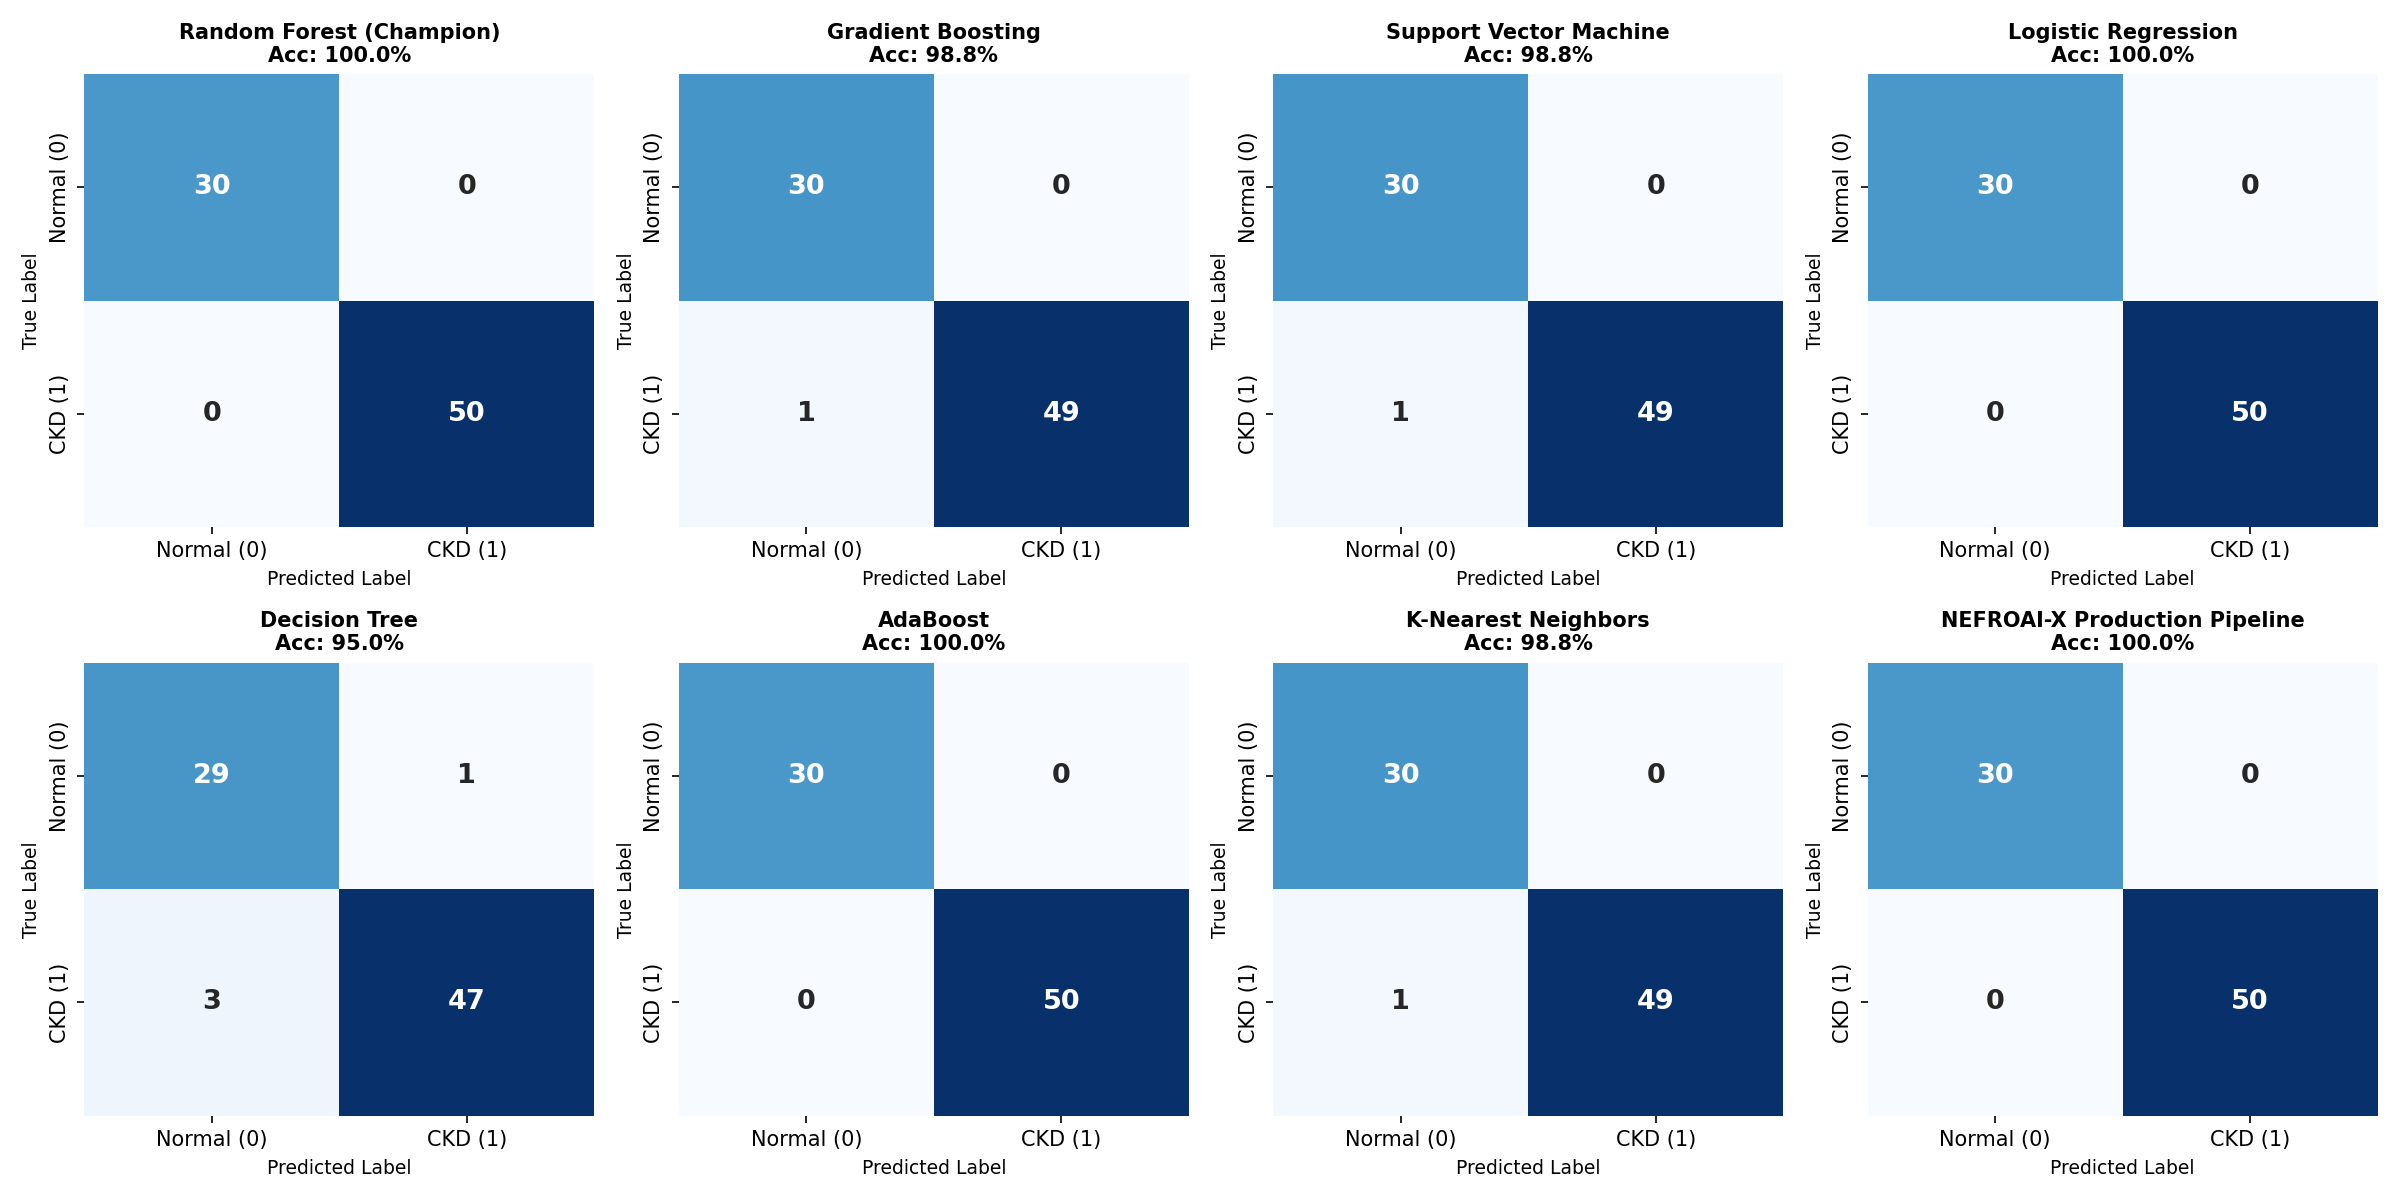 Random Forest (Champion)
Acc: 100.0%
True Label
Normal (0)
CKD (1)
30
0
0
50
Normal (0)
CKD (1)
Predicted Label
Gradient Boosting
Acc: 98.8%
True Label
Normal (0)
CKD (1)
30
0
1
49
Normal (0)
CKD (1)
Predicted Label
Support Vector Machine
Acc: 98.8%
True Label
Normal (0)
CKD (1)
30
0
1
49
Normal (0)
CKD (1)
Predicted Label
Logistic Regression
Acc: 100.0%
True Label
Normal (0)
CKD (1)
30
0
0
50
Normal (0)
CKD (1)
Predicted Label
Decision Tree
Acc: 95.0%
True Label
Normal (0)
CKD (1)
29
1
3
47
Normal (0)
CKD (1)
Predicted Label
AdaBoost
Acc: 100.0%
True Label
Normal (0)
CKD (1)
30
0
0
50
Normal (0)
CKD (1)
Predicted Label
K-Nearest Neighbors
Acc: 98.8%
True Label
Normal (0)
CKD (1)
30
0
1
49
Normal (0)
CKD (1)
Predicted Label
NEFROAI-X Production Pipeline
Acc: 100.0%
True Label
Normal (0)
CKD (1)
30
0
0
50
Normal (0)
CKD (1)
Predicted Label